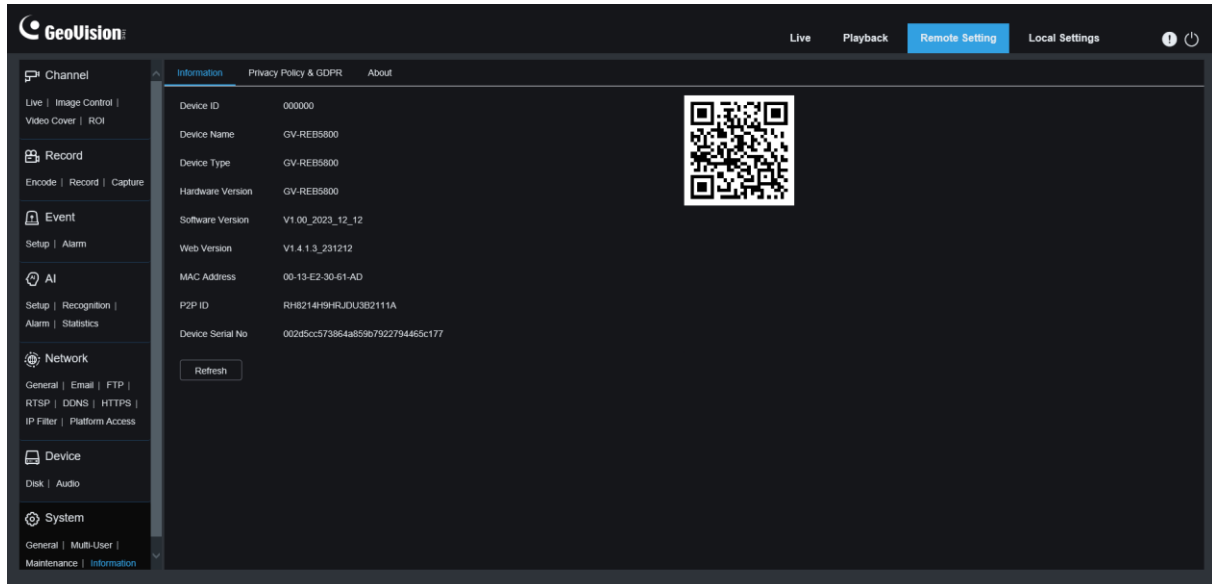 GeoVision
Live Playback Remote Setting Local Settings
Channel
Live | Image Control |
Video Cover | ROI
Record
Encode | Record | Capture
Event
Setup | Alarm
AI
Setup | Recognition |
Alarm | Statistics
Network
General | Email | FTP |
RTSP | DDNS | HTTPS |
IP Filter | Platform Access
Device
Disk | Audio
System
General | Multi-User |
Maintenance | Information
Information Privacy Policy & GDPR About
Device ID 000000
Device Name GV-REB5800
Device Type GV-REB5800
Hardware Version GV-REB5800
Software Version V1.00_2023_12_12
Web Version V1.4.1.3_231212
MAC Address 00-13-E2-30-61-AD
P2P ID RH8214H9HRJDU3B2111A
Device Serial No 002d5cc573864a859b7922794465c177
Refresh